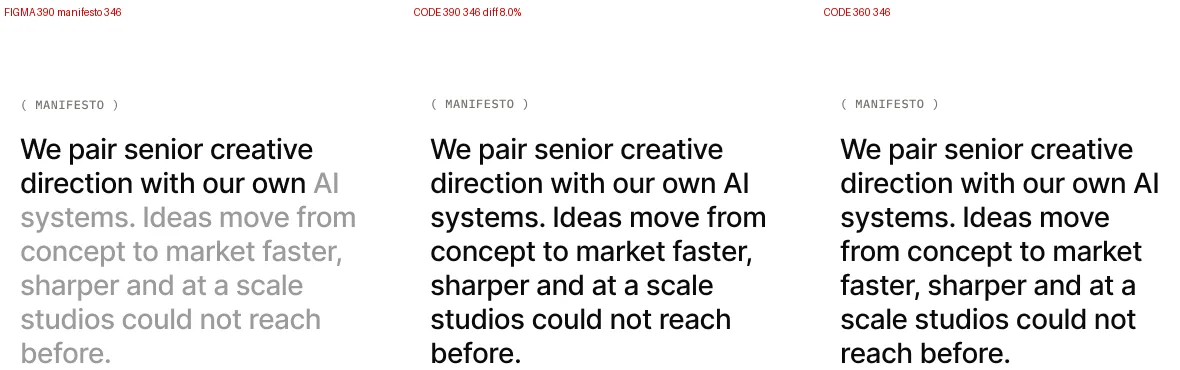 FIGMA 390 manifesto 346
( MANIFESTO )
We pair senior creative
direction with our own AI
systems. Ideas move from
concept to market faster,
sharper and at a scale
studios could not reach
before.
CODE 390 346 diff 8.0%
( MANIFESTO )
We pair senior creative
direction with our own AI
systems. Ideas move from
concept to market faster,
sharper and at a scale
studios could not reach
before.
CODE 360 346
( MANIFESTO )
We pair senior creative
direction with our own AI
systems. Ideas move
from concept to market
faster, sharper and at a
scale studios could not
reach before.